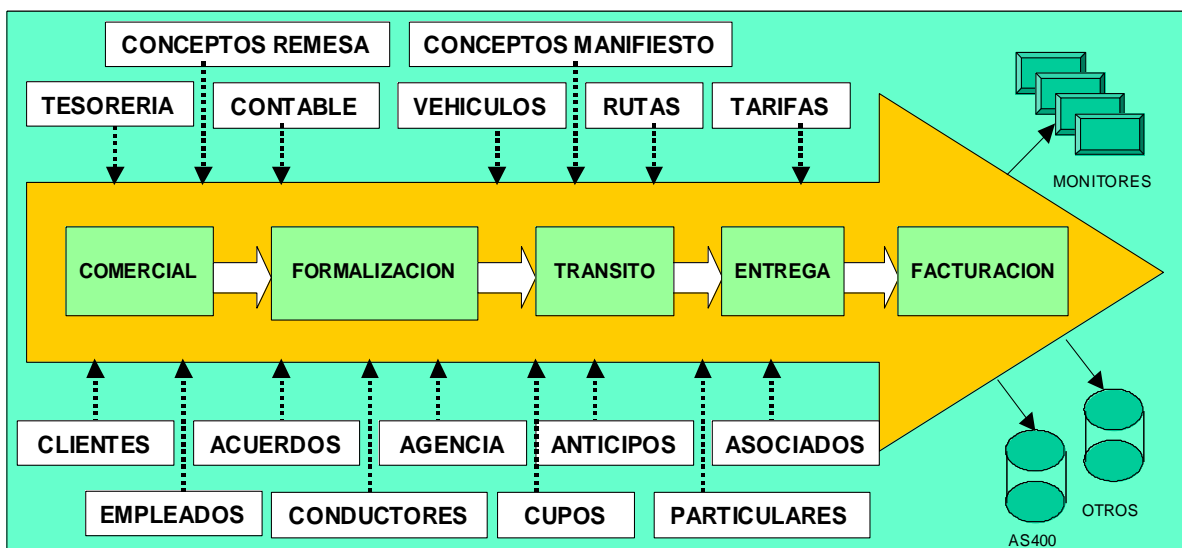 CONCEPTOS REMESA
CONCEPTOS MANIFIESTO
TESORERIA
CONTABLE
VEHICULOS
RUTAS
TARIFAS
MONITORES
COMERCIAL
FORMALIZACION
TRANSITO
ENTREGA
FACTURACION
CLIENTES
ACUERDOS
AGENCIA
ANTICIPOS
ASOCIADOS
EMPLEADOS
CONDUCTORES
CUPOS
PARTICULARES
OTROS
AS400